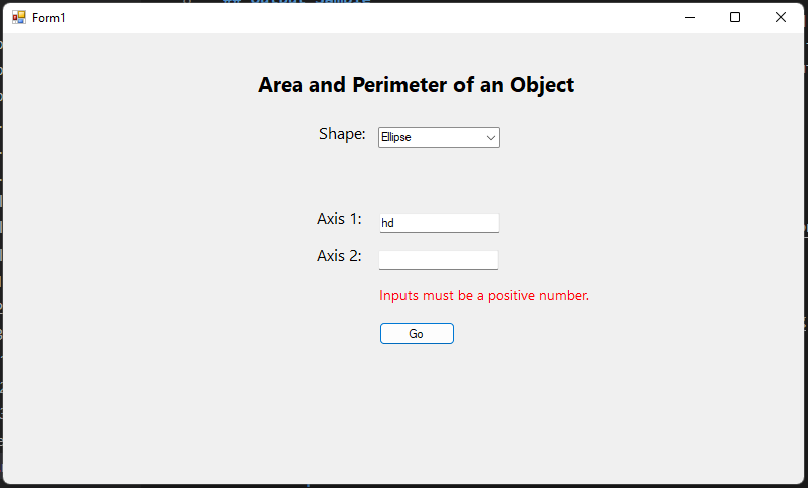 Form1
Area and Perimeter of an Object
Shape: Ellipse
Axis 1: hd
Axis 2:
Inputs must be a positive number.
Go